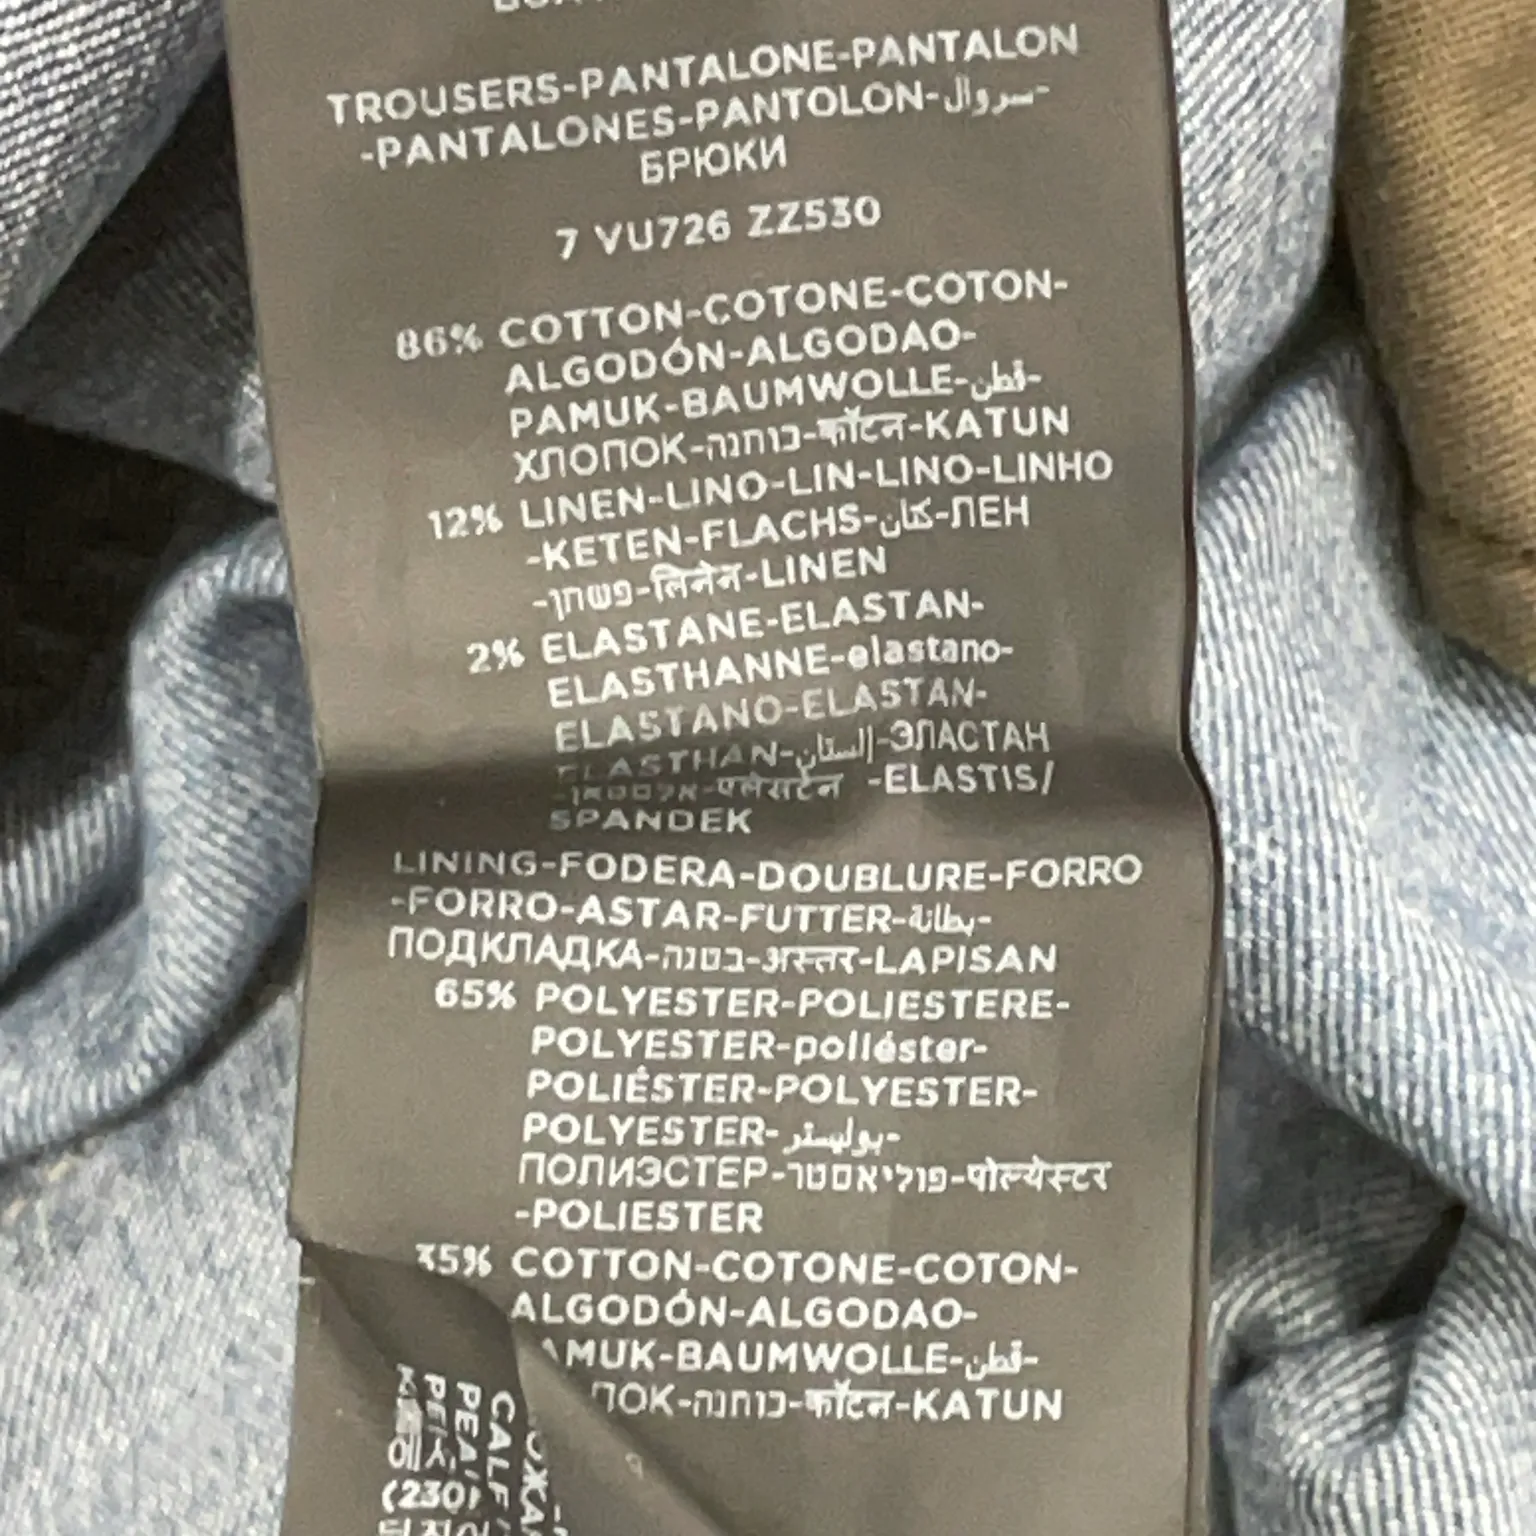 TROUSERS-PANTALONE-PANTALON
-PANTALONES-PANTOLON-سروال-
БРЮКИ
7 VU726 ZZ530
86% COTTON-COTONE-COTON-
ALGODÓN-ALGODAO-
PAMUK-BAUMWOLLE-قطن-
ХЛОПОК-כותנה-कॉटन-KATUN
12% LINEN-LINO-LIN-LINO-LINHO
-KETEN-FLACHS-كتان-ЛЕН
-פשתן-लिनेन-LINEN
2% ELASTANE-ELASTAN-
ELASTHANNE-elastano-
ELASTANO-ELASTAN-
ELASTHAN-إلستان-ЭЛАСТАН
-ELASTIS/
SPANDEK
LINING-FODERA-DOUBLURE-FORRO
-FORRO-ASTAR-FUTTER-بطانة-
ПОДКЛАДКА-בטנה-अस्तर-LAPISAN
65% POLYESTER-POLIESTERE-
POLYESTER-poliéster-
POLIÉSTER-POLYESTER-
POLYESTER-بوليستر-
ПОЛИЭСТЕР-פוליאסטר-पोल्येस्टर
-POLIESTER
35% COTTON-COTONE-COTON-
ALGODÓN-ALGODAO-
AMUK-BAUMWOLLE-قطن-
ПОК-כותנה-कॉटन-KATUN
CALF
(230)